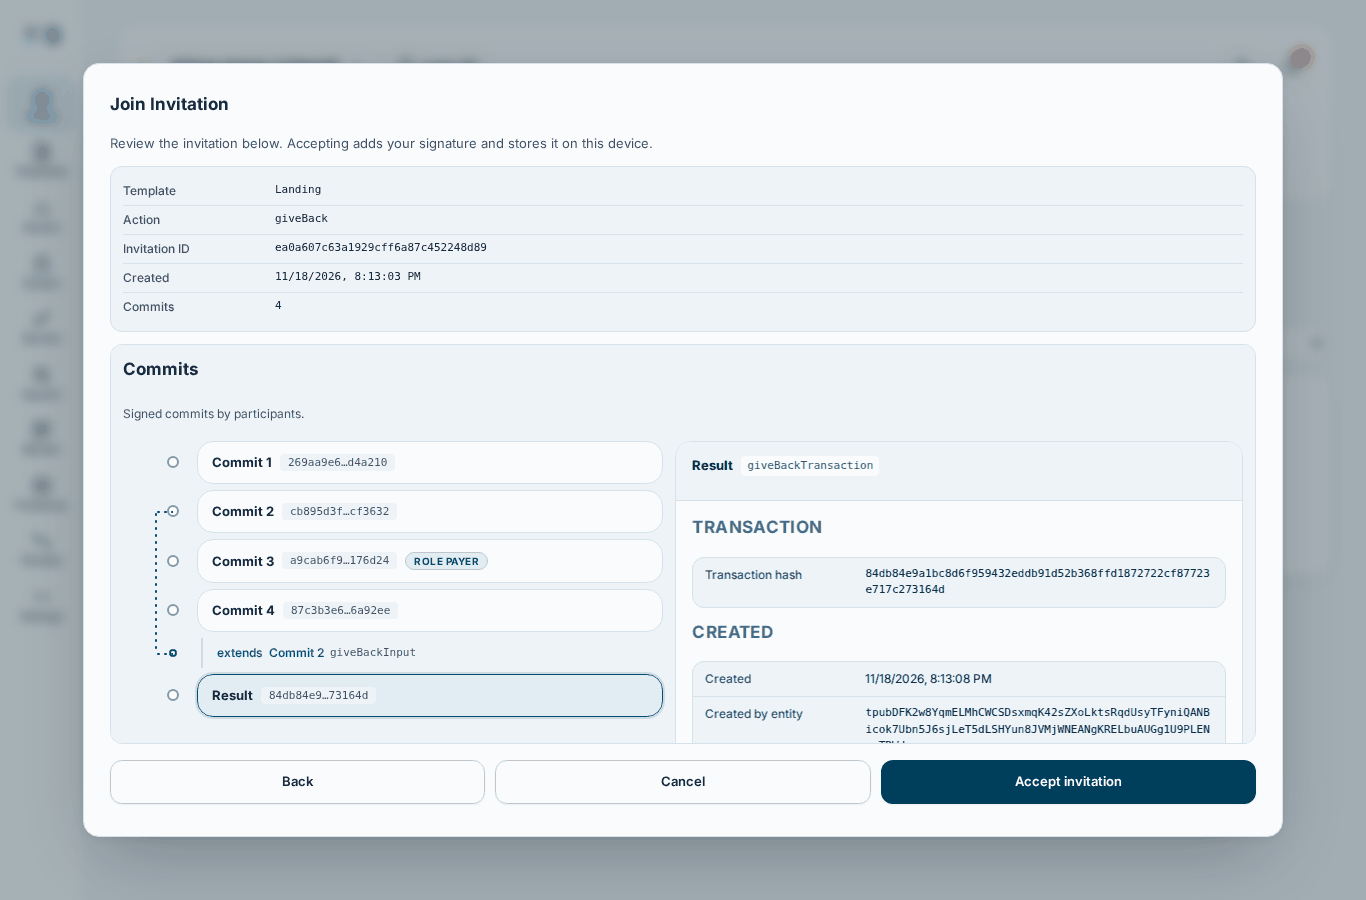 Join Invitation
Review the invitation below. Accepting adds your signature and stores it on this device.
Template Landing
Action giveBack
Invitation ID ea0a607c63a1929cff6a87c452248d89
Created 11/18/2026, 8:13:03 PM
Commits 4
Commits
Signed commits by participants.
Commit 1 269aa9e6…d4a210
Commit 2 cb895d3f…cf3632
Commit 3 a9cab6f9…176d24 ROLE PAYER
Commit 4 87c3b3e6…6a92ee
extends Commit 2 giveBackInput
Result 84db84e9…73164d
Result giveBackTransaction
TRANSACTION
Transaction hash 84db84e9a1bc8d6f959432eddb91d52b368ffd1872722cf87723
e717c273164d
CREATED
Created 11/18/2026, 8:13:08 PM
Created by entity tpubDFK2w8YqmELMhCWCSDsxmqK42sZXoLktsRqdUsyTFyniQANB
icok7Ubn5J6sjLeT5dLSHYun8JVMjWNEANgKRELbuAUGg1U9PLEN
Back
Cancel
Accept invitation